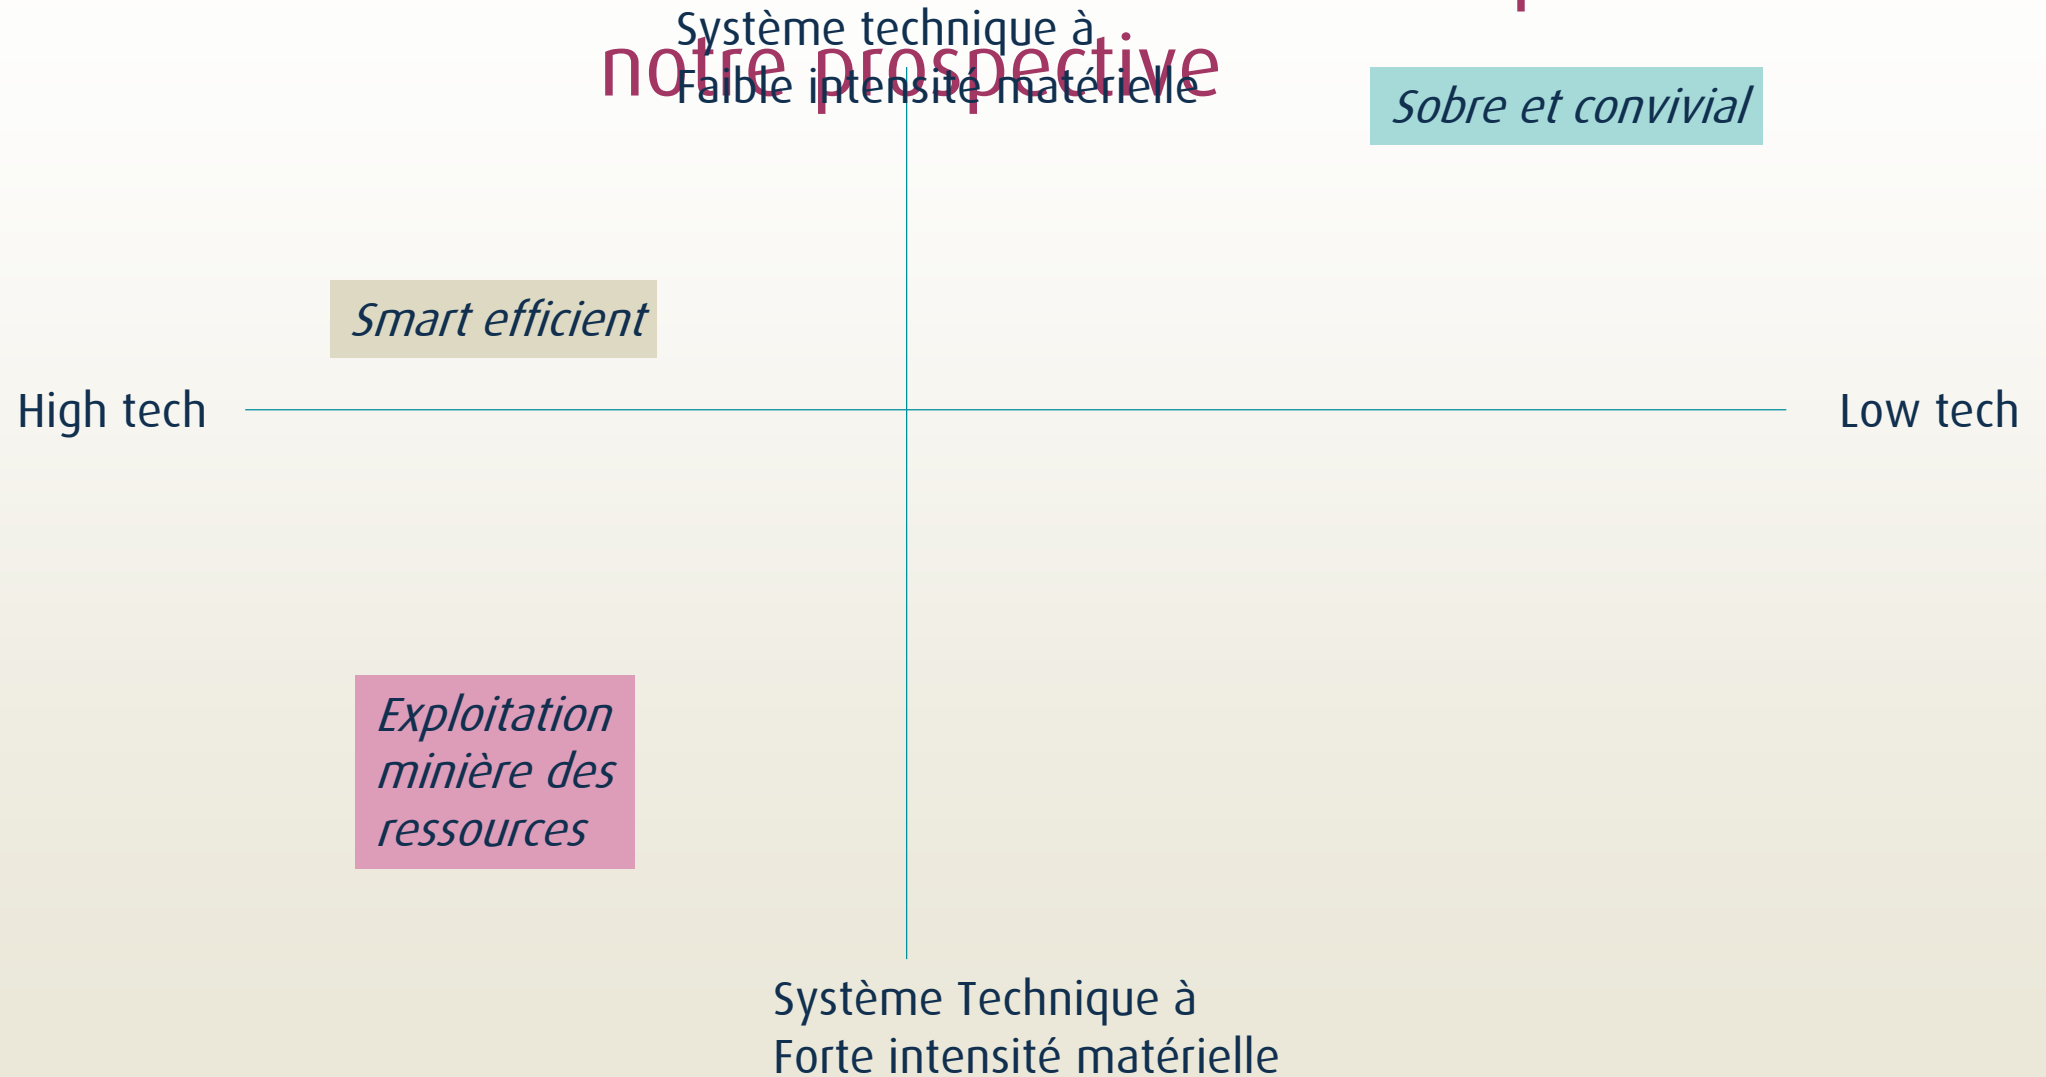 notre prospective
Système technique à
Faible intensité matérielle
Sobre et convivial
Smart efficient
High tech
Low tech
Exploitation
minière des
ressources
Système Technique à
Forte intensité matérielle